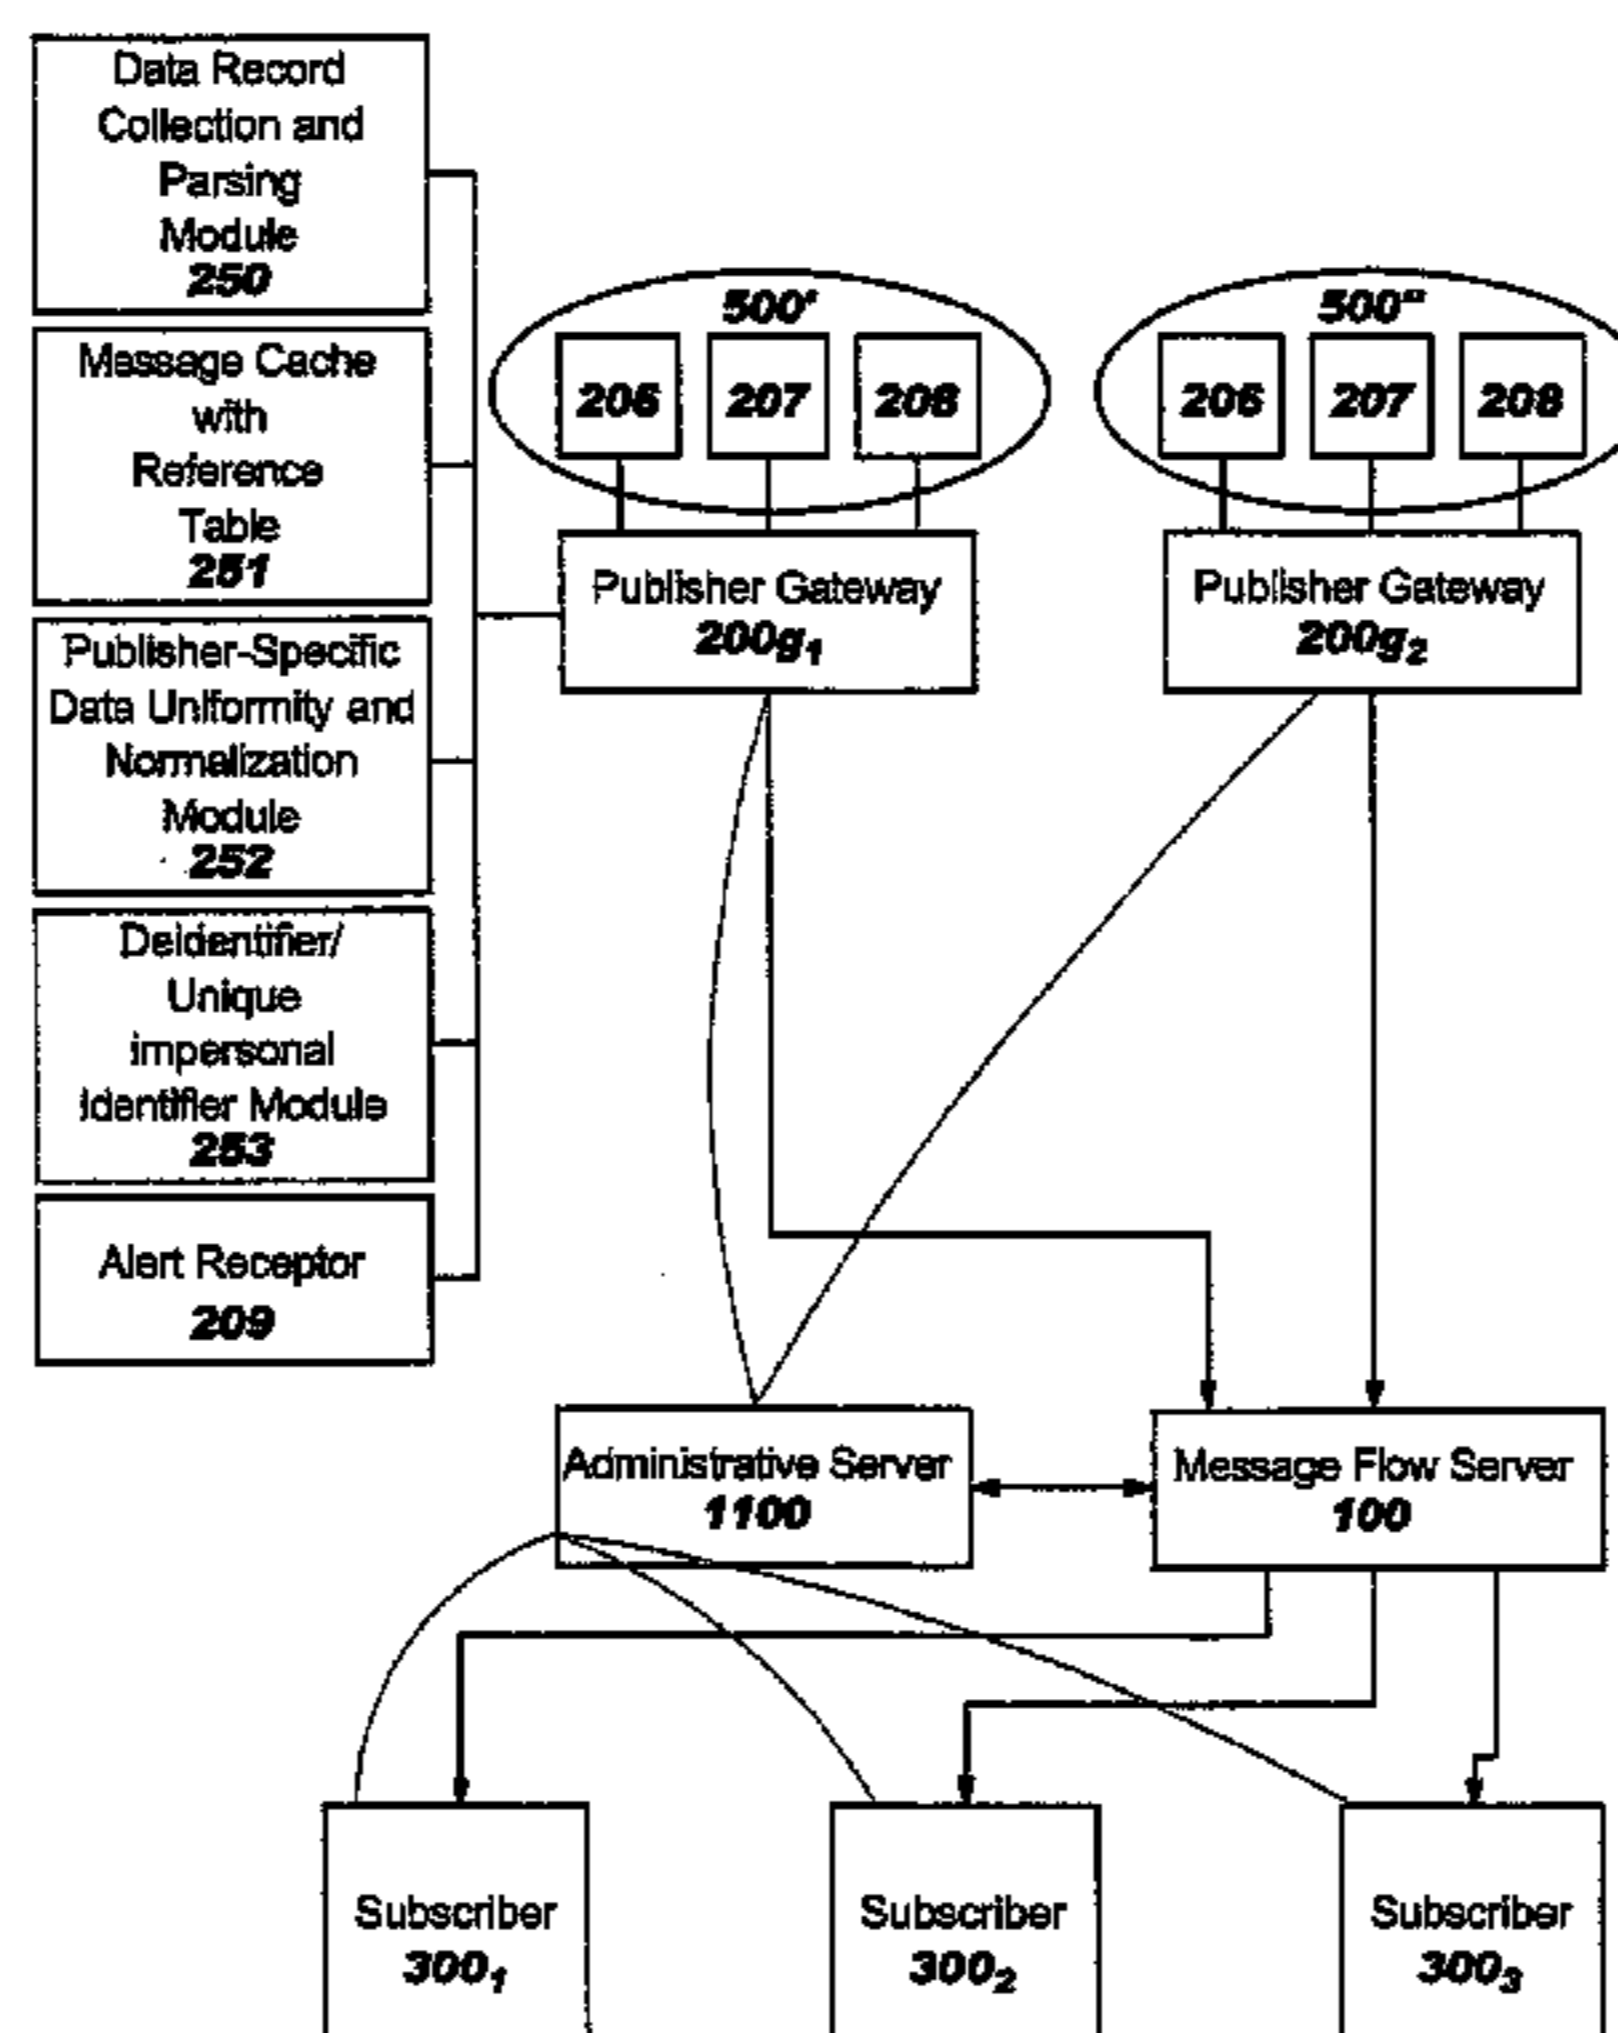 Data Record
Collection and
Parsing
Module
250
Message Cache
with
Reference
Table
251
Publisher-Specific
Data Uniformity and
Normalization
Module
252
Deidentifier/
Unique
impersonal
Identifier Module
253
Alert Receptor
209
500'
206 207 208
Publisher Gateway
200g1
500"
206 207 208
Publisher Gateway
200g2
Administrative Server
1100
Message Flow Server
100
Subscriber
3001
Subscriber
3002
Subscriber
3003